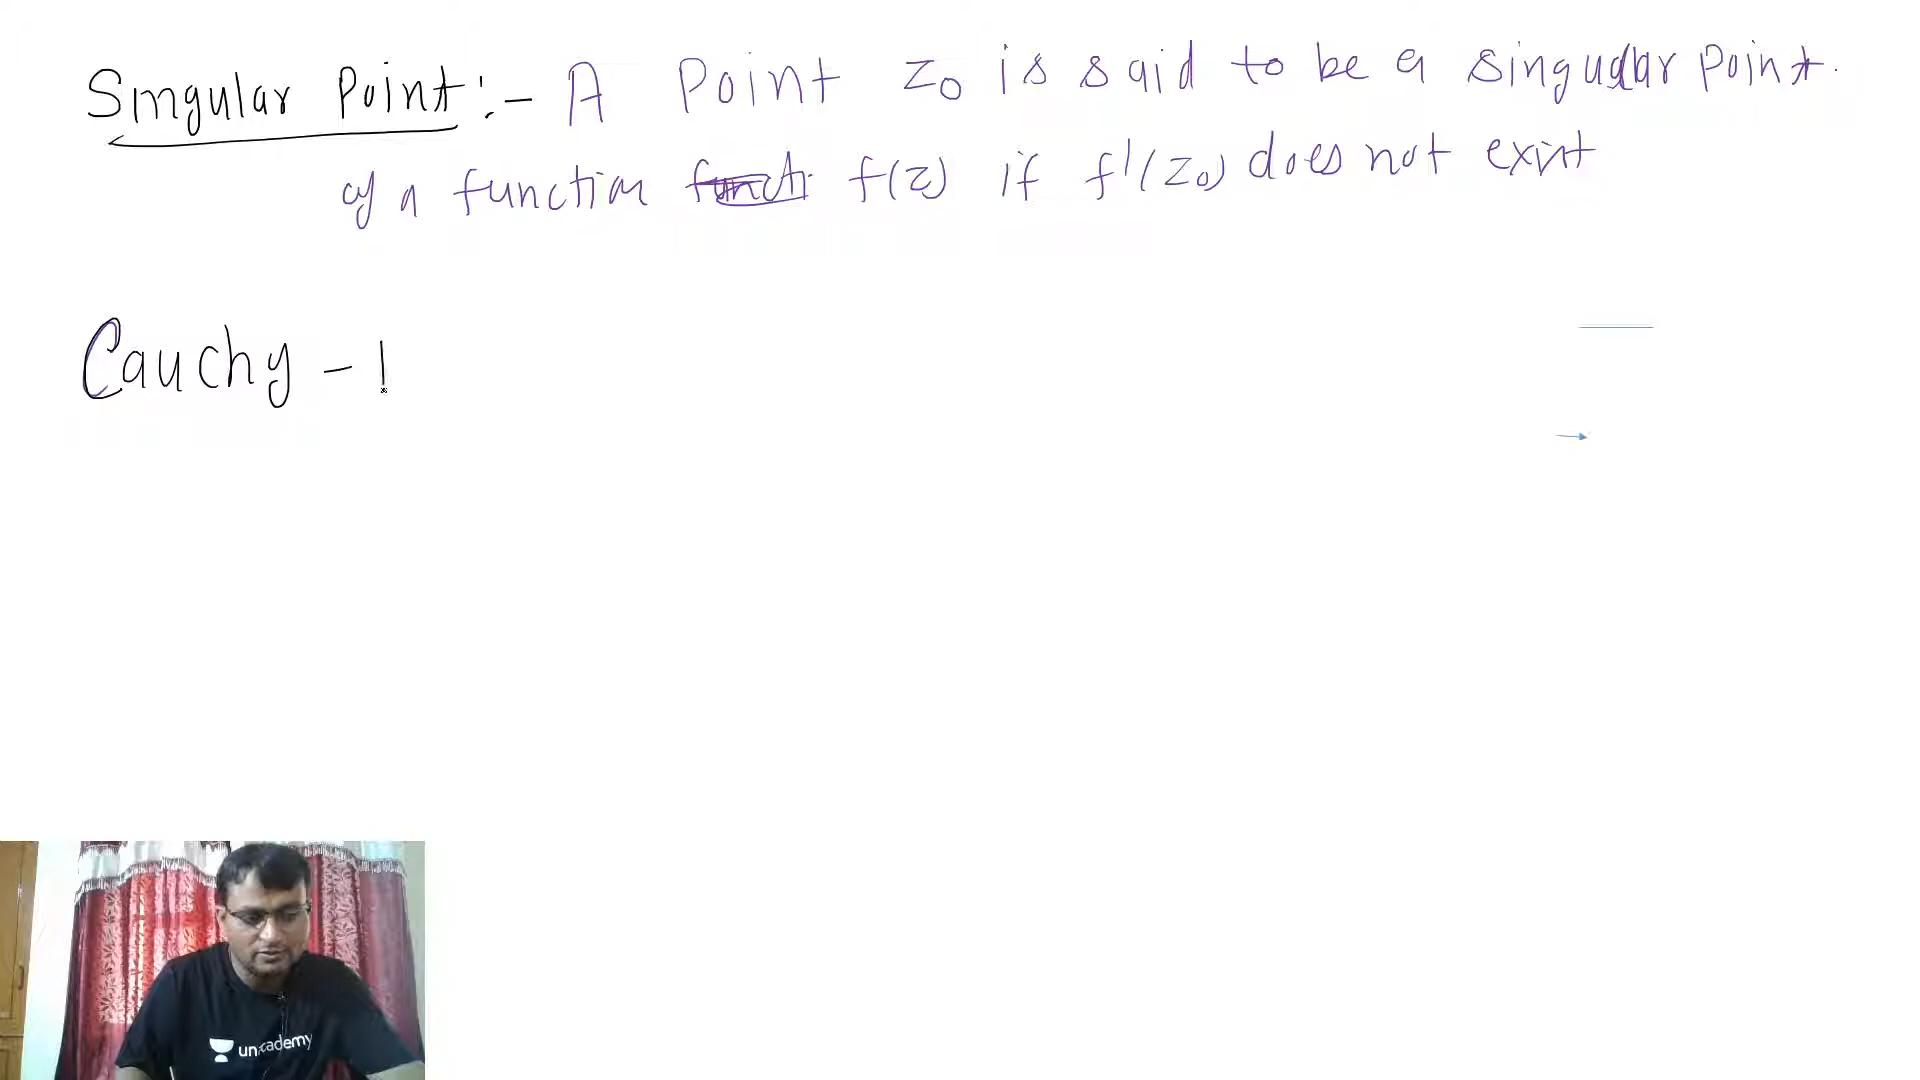 Singular Point :- A Point z₀ is said to be a singular point.
of a function f(z) if f'(z₀) does not exist
Cauchy -
unacademy